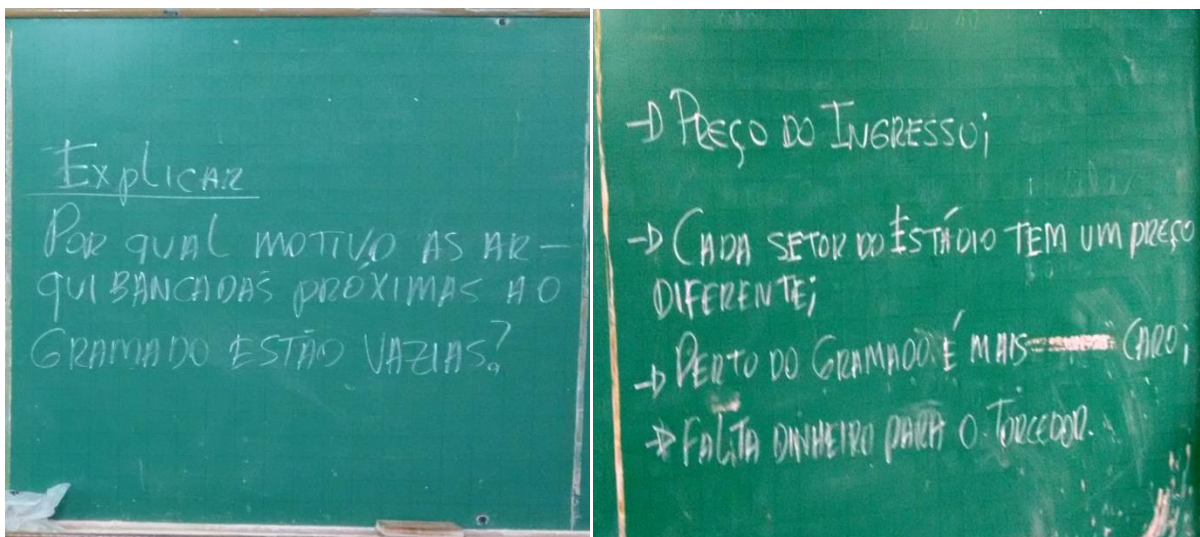 Explicar
Por qual motivo as ar-
quibancadas próximas ao
gramado estão vazias?
→ Preço do Ingresso;
→ Cada setor do Estádio tem um preço
diferente;
→ Perto do Gramado é mais caro;
→ Falta dinheiro para o Torcedor.